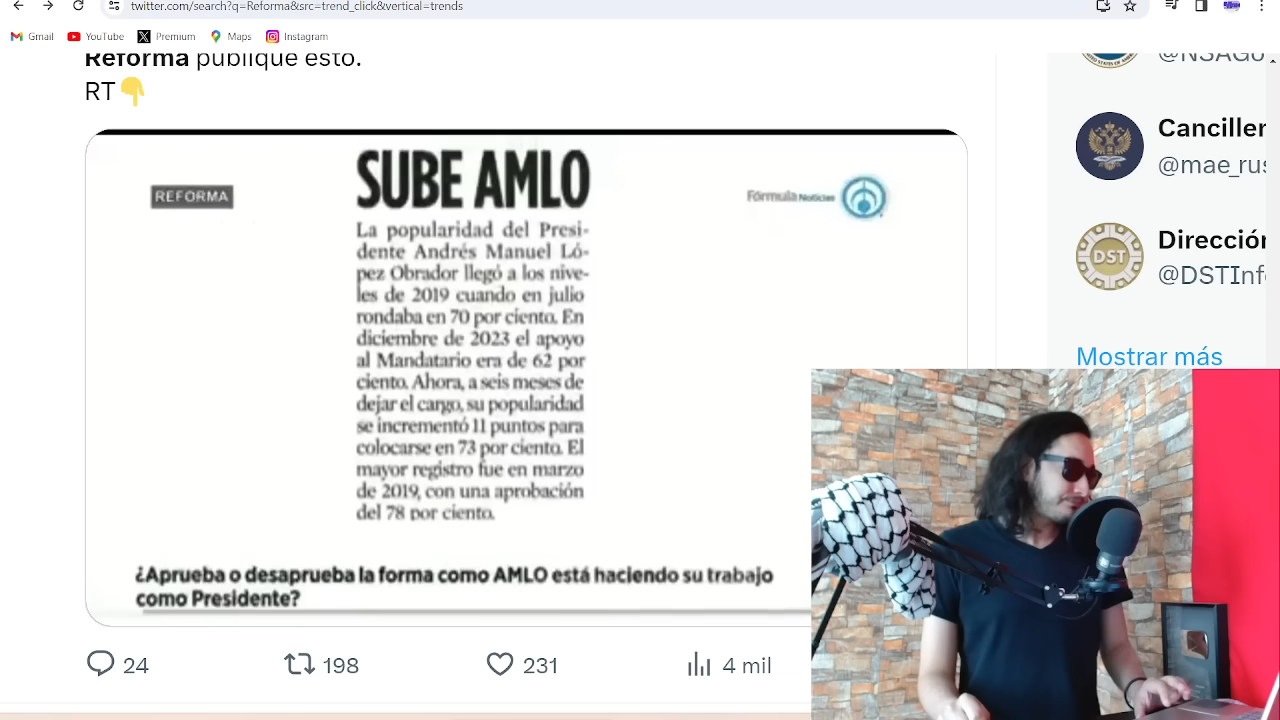 twitter.com/search?q=Reforma&src=trend_click&vertical=trends
Gmail YouTube Premium Maps Instagram
Reforma publique esto.
RT👇
REFORMA
SUBE AMLO
Fórmula Noticias
La popularidad del Presi-
dente Andrés Manuel Ló-
pez Obrador llegó a los nive-
les de 2019 cuando en julio
rondaba en 70 por ciento. En
diciembre de 2023 el apoyo
al Mandatario era de 62 por
ciento. Ahora, a seis meses de
dejar el cargo, su popularidad
se incrementó 11 puntos para
colocarse en 73 por ciento. El
mayor registro fue en marzo
de 2019, con una aprobación
del 78 por ciento.
¿Aprueba o desaprueba la forma como AMLO está haciendo su trabajo
como Presidente?
24 198 231 4 mil
@NSAGo
Canciller
@mae_rus
DST
Dirección
@DSTInf
Mostrar más